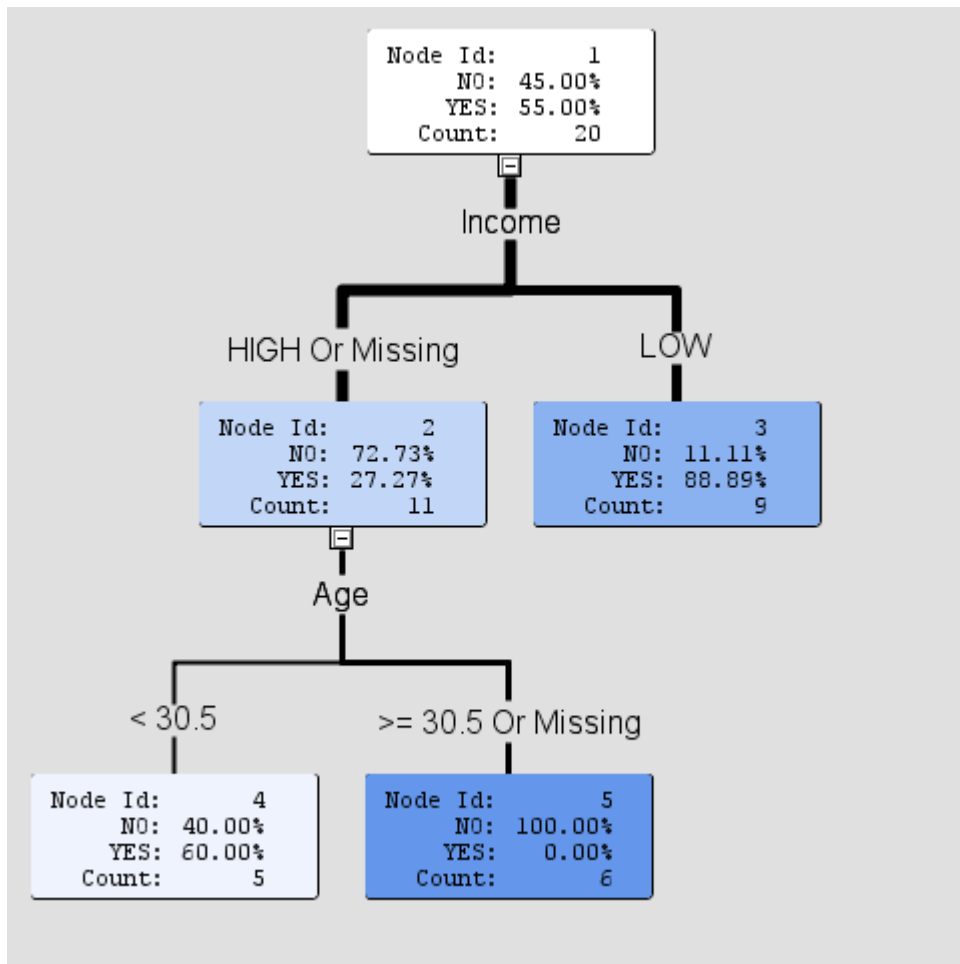 Node Id: 1
NO: 45.00%
YES: 55.00%
Count: 20
Income
HIGH Or Missing
LOW
Node Id: 2
NO: 72.73%
YES: 27.27%
Count: 11
Node Id: 3
NO: 11.11%
YES: 88.89%
Count: 9
Age
< 30.5
>= 30.5 Or Missing
Node Id: 4
NO: 40.00%
YES: 60.00%
Count: 5
Node Id: 5
NO: 100.00%
YES: 0.00%
Count: 6